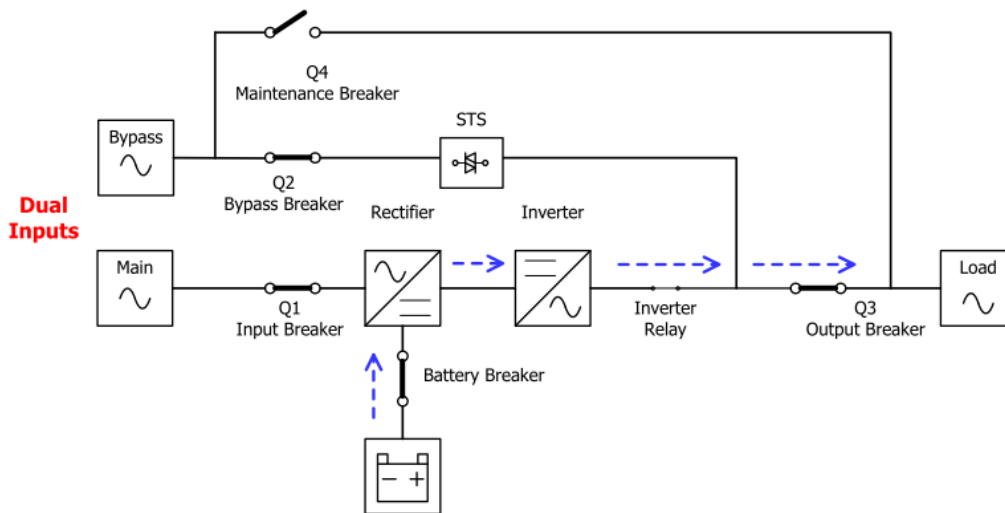 Q4
Maintenance Breaker
STS
Bypass
Q2
Bypass Breaker
Dual
Inputs
Rectifier
Inverter
Main
Load
Q1
Input Breaker
Inverter
Relay
Q3
Output Breaker
Battery Breaker